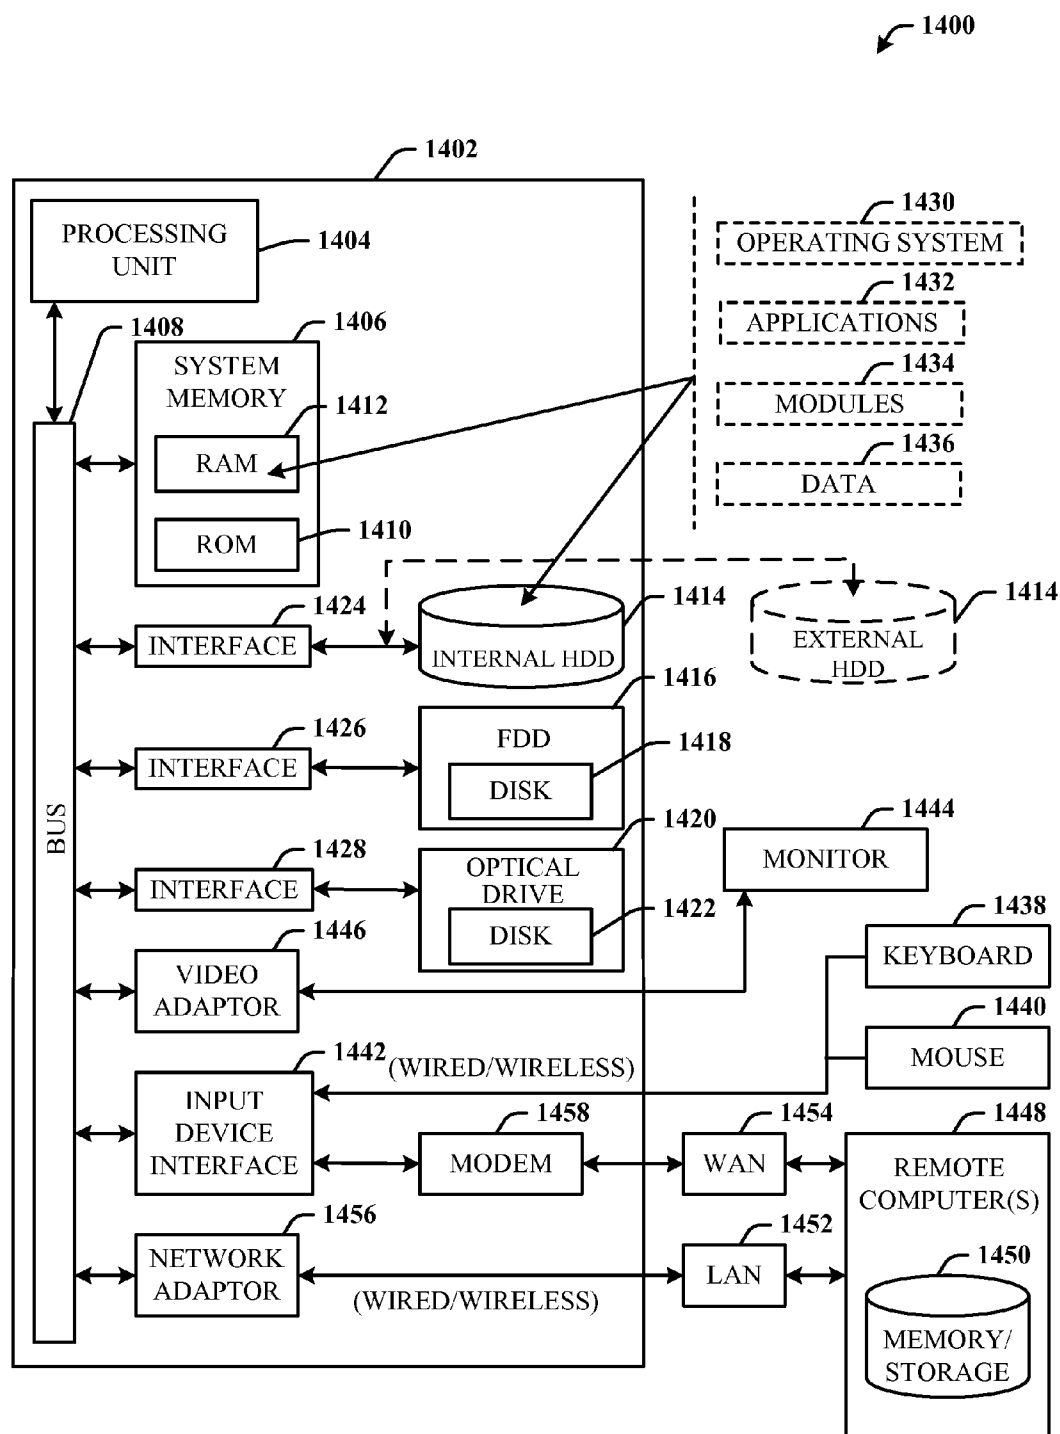 1400
1402
PROCESSING
UNIT
1404
1430
OPERATING SYSTEM
1432
APPLICATIONS
1434
MODULES
1436
DATA
1408
1406
SYSTEM
MEMORY
1412
RAM
1410
ROM
1424
INTERFACE
1414
INTERNAL HDD
1414
EXTERNAL
HDD
1416
FDD
1426
INTERFACE
1418
DISK
BUS
1420
OPTICAL
DRIVE
1428
INTERFACE
1422
DISK
1444
MONITOR
1446
VIDEO
ADAPTOR
1438
KEYBOARD
1440
MOUSE
1442
(WIRED/WIRELESS)
INPUT
DEVICE
INTERFACE
1458
MODEM
1454
WAN
1448
REMOTE
COMPUTER(S)
1456
NETWORK
ADAPTOR
(WIRED/WIRELESS)
1452
LAN
1450
MEMORY/
STORAGE